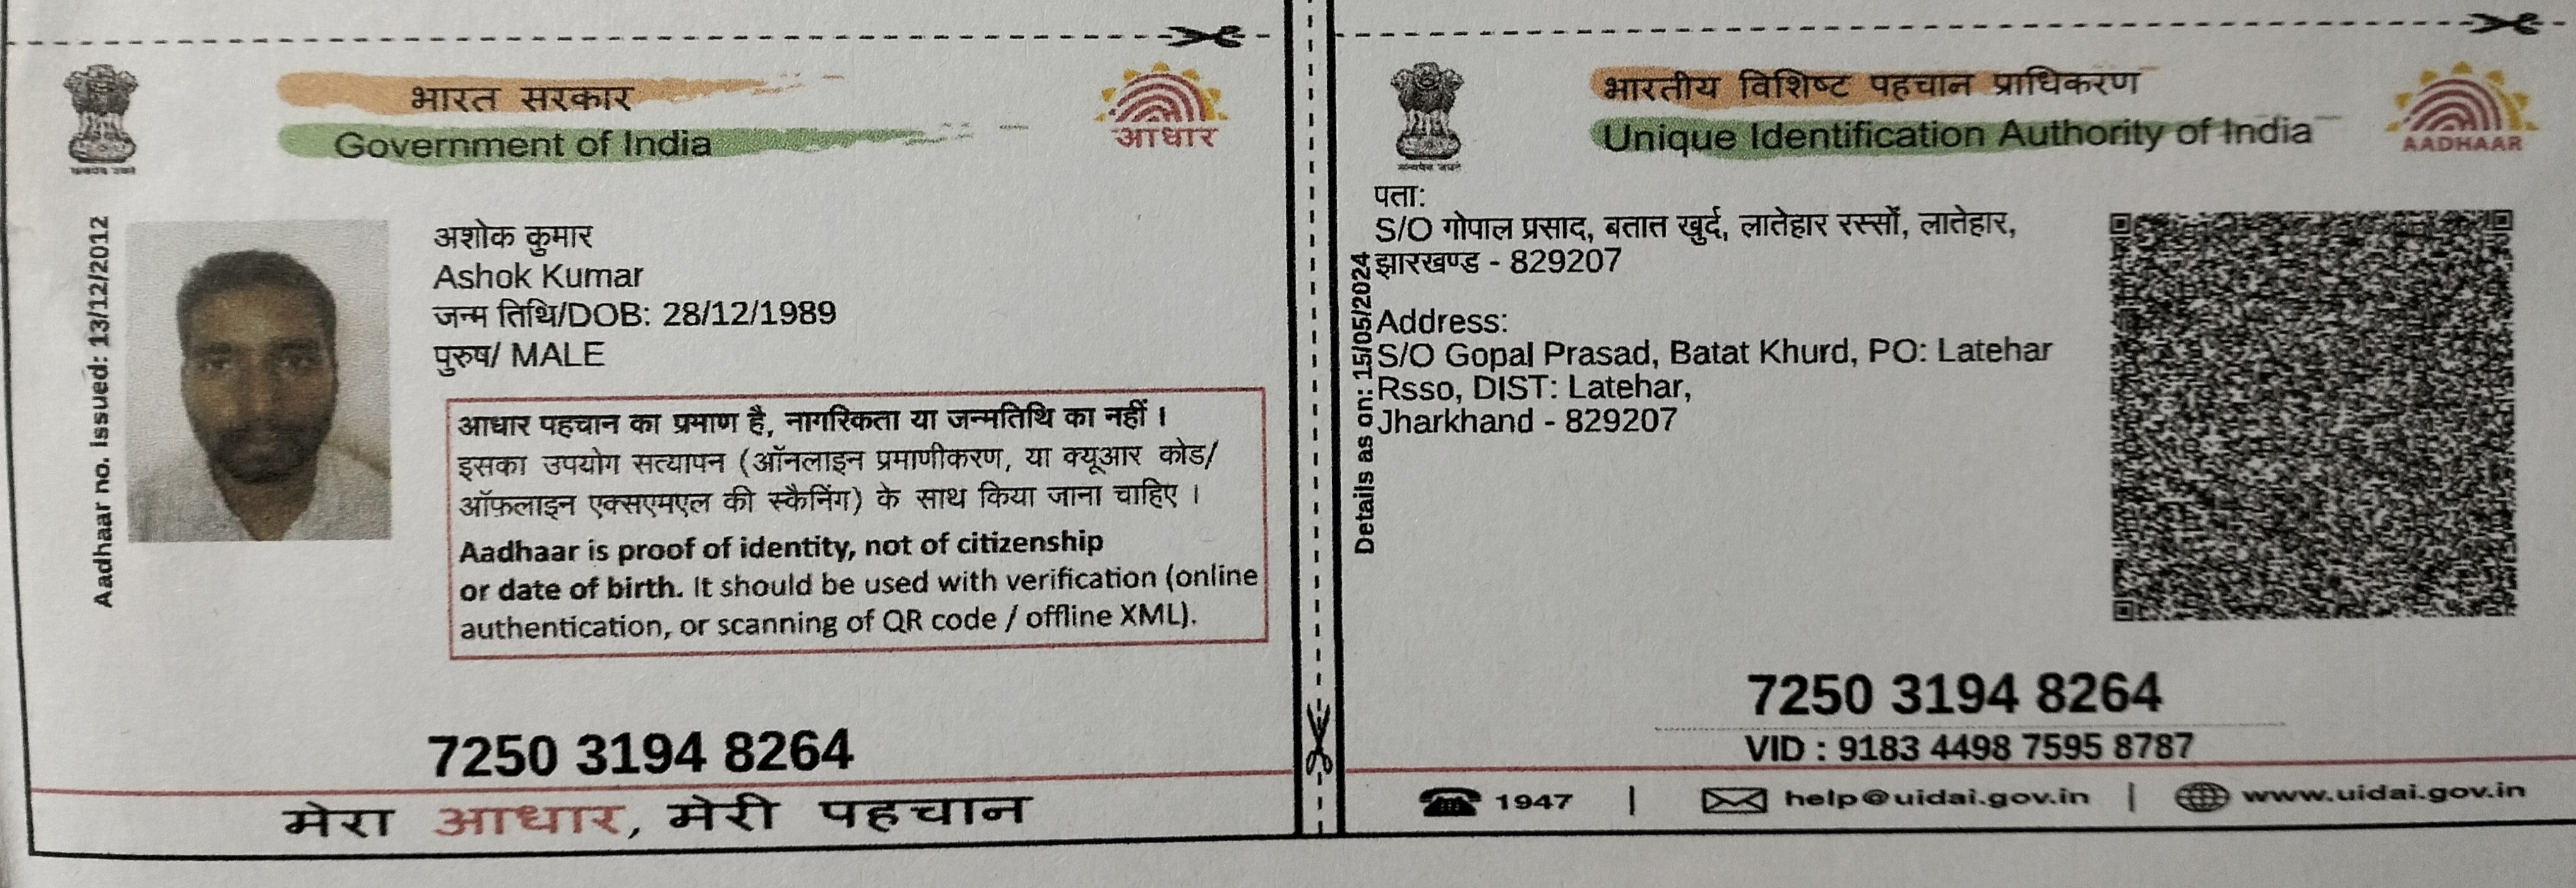 भारत सरकार
Government of India
आधार
Aadhaar no. issued: 13/12/2012
अशोक कुमार
Ashok Kumar
जन्म तिथि/DOB: 28/12/1989
पुरुष/ MALE
आधार पहचान का प्रमाण है, नागरिकता या जन्मतिथि का नहीं ।
इसका उपयोग सत्यापन (ऑनलाइन प्रमाणीकरण, या क्यूआर कोड/
ऑफ़लाइन एक्सएमएल की स्कैनिंग) के साथ किया जाना चाहिए ।
Aadhaar is proof of identity, not of citizenship
or date of birth. It should be used with verification (online
authentication, or scanning of QR code / offline XML).
7250 3194 8264
मेरा आधार, मेरी पहचान
भारतीय विशिष्ट पहचान प्राधिकरण
Unique Identification Authority of India
AADHAAR
Details as on: 15/05/2024
पता:
S/O गोपाल प्रसाद, बतात खुर्द, लातेहार रस्सों, लातेहार,
झारखण्ड - 829207
Address:
S/O Gopal Prasad, Batat Khurd, PO: Latehar
Rsso, DIST: Latehar,
Jharkhand - 829207
7250 3194 8264
VID : 9183 4498 7595 8787
1947 | help@uidai.gov.in | www.uidai.gov.in